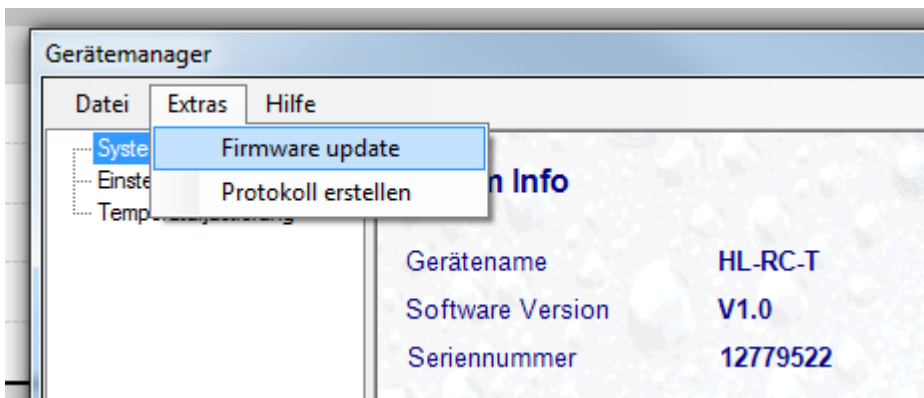 Gerätemanager
Datei Extras Hilfe
Firmware update
Protokoll erstellen
Info
Gerätename HL-RC-T
Software Version V1.0
Seriennummer 12779522